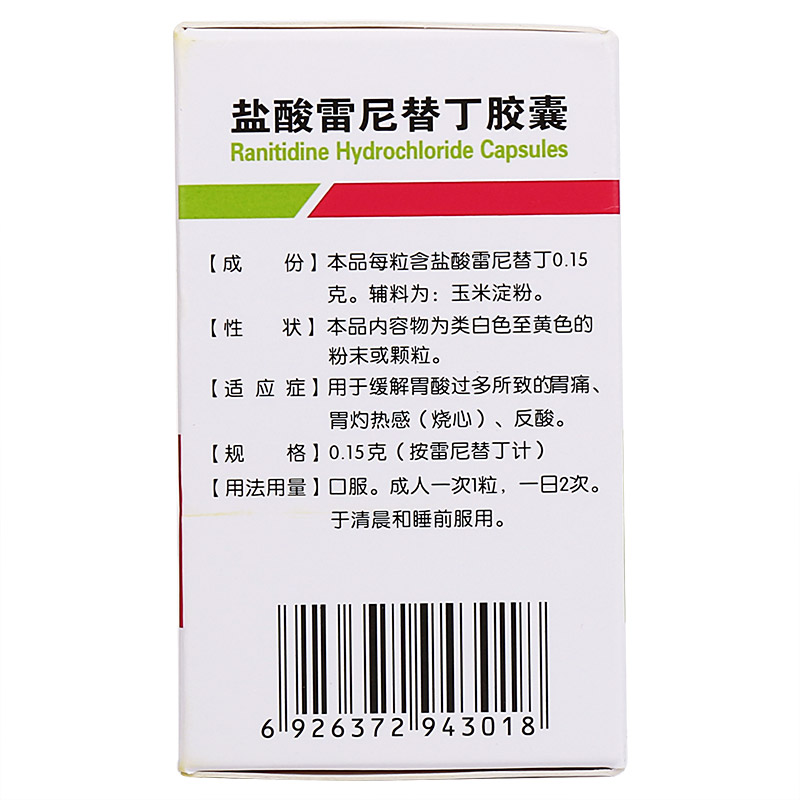 盐酸雷尼替丁胶囊
Ranitidine Hydrochloride Capsules
【成 份】本品每粒含盐酸雷尼替丁0.15
克。辅料为：玉米淀粉。
【性 状】本品内容物为类白色至黄色的
粉末或颗粒。
【适应症】用于缓解胃酸过多所致的胃痛、
胃灼热感（烧心）、反酸。
【规 格】0.15克（按雷尼替丁计）
【用法用量】口服。成人一次1粒，一日2次。
于清晨和睡前服用。
6 926372 943018